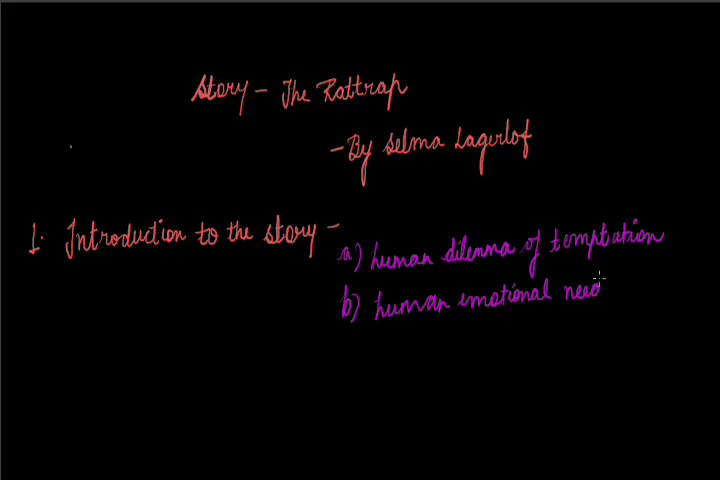 Story - The Rattrap
- By Selma Lagerlof
1. Introduction to the story -
a) human dilemma of temptation
b) human emotional need